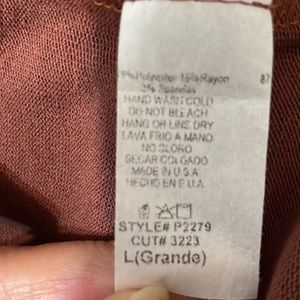 Polyester 16% Rayon
Spandex
HAND WASH COLD
DO NOT BLEACH
HANG OR LINE DRY
LAVA FRIO A MANO
NO CLORO
SECAR COLGADO
MADE IN U.S.A
HECHO EN E.U.A.
STYLE# P2279
CUT# 3223
L(Grande)